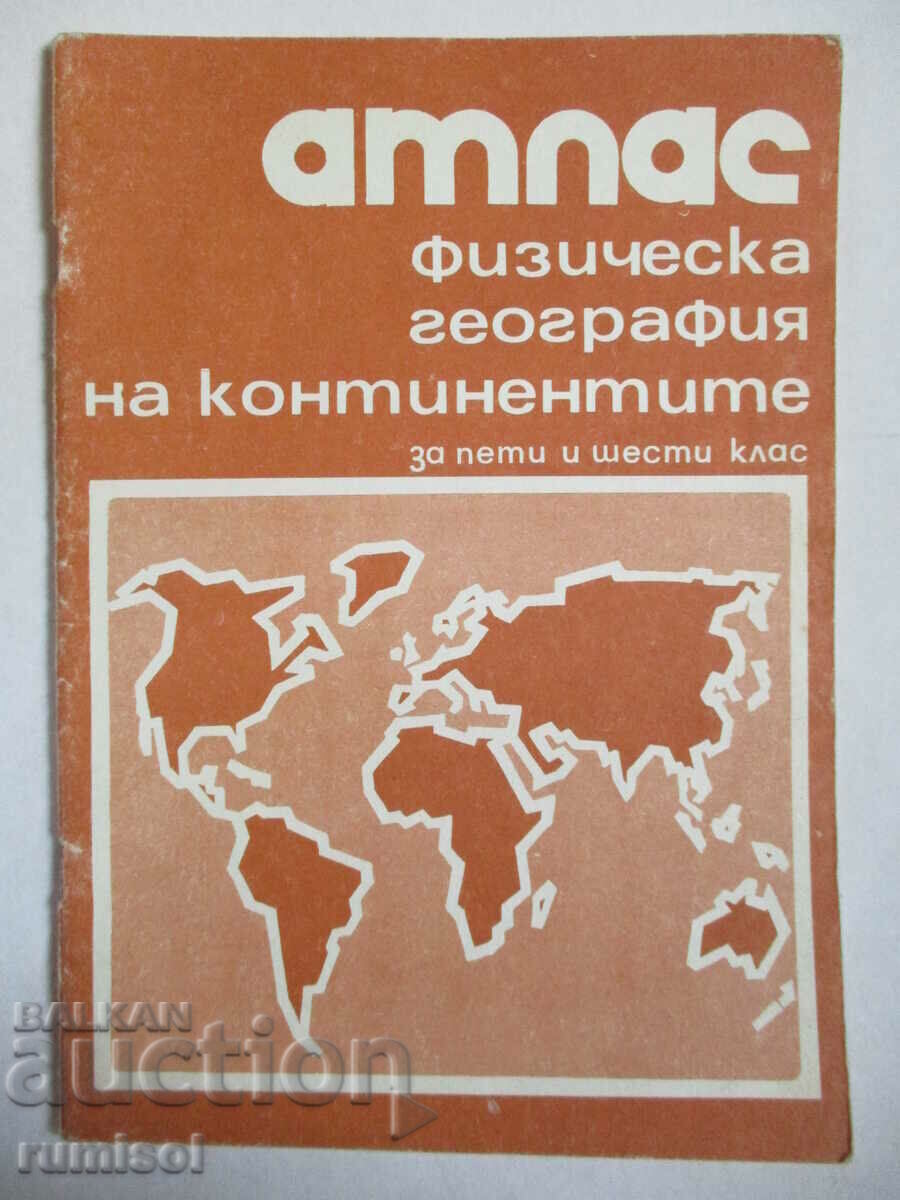 атлас
физическа
география
на континентите
за пети и шести клас
BALKAN
auction
rumisol